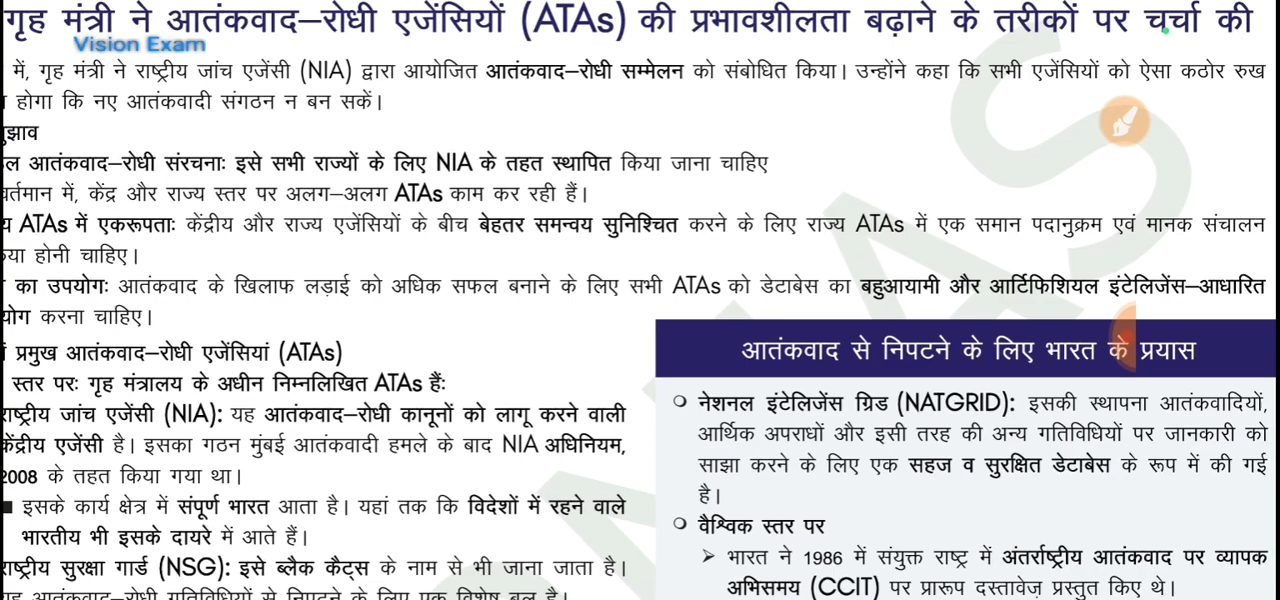 गृह मंत्री ने आतंकवाद–रोधी एजेंसियों (ATAs) की प्रभावशीलता बढ़ाने के तरीकों पर चर्चा की
Vision Exam
में, गृह मंत्री ने राष्ट्रीय जांच एजेंसी (NIA) द्वारा आयोजित आतंकवाद–रोधी सम्मेलन को संबोधित किया। उन्होंने कहा कि सभी एजेंसियों को ऐसा कठोर रुख
होगा कि नए आतंकवादी संगठन न बन सकें।
आतंकवाद–रोधी संरचनाः इसे सभी राज्यों के लिए NIA के तहत स्थापित किया जाना चाहिए
वर्तमान में, केंद्र और राज्य स्तर पर अलग–अलग ATAs काम कर रही हैं।
ATAs में एकरूपताः केंद्रीय और राज्य एजेंसियों के बीच बेहतर समन्वय सुनिश्चित करने के लिए राज्य ATAs में एक समान पदानुक्रम एवं मानक संचालन
होनी चाहिए।
का उपयोगः आतंकवाद के खिलाफ लड़ाई को अधिक सफल बनाने के लिए सभी ATAs को डेटाबेस का बहुआयामी और आर्टिफिशियल इंटेलिजेंस–आधारित
करना चाहिए।
प्रमुख आतंकवाद–रोधी एजेंसियां (ATAs)
स्तर परः गृह मंत्रालय के अधीन निम्नलिखित ATAs हैंः
राष्ट्रीय जांच एजेंसी (NIA): यह आतंकवाद–रोधी कानूनों को लागू करने वाली
केंद्रीय एजेंसी है। इसका गठन मुंबई आतंकवादी हमले के बाद NIA अधिनियम,
2008 के तहत किया गया था।
■ इसके कार्य क्षेत्र में संपूर्ण भारत आता है। यहां तक कि विदेशों में रहने वाले
भारतीय भी इसके दायरे में आते हैं।
राष्ट्रीय सुरक्षा गार्ड (NSG): इसे ब्लैक कैट्स के नाम से भी जाना जाता है।
यह आतंकवाद–रोधी गतिविधियों से निपटने के लिए एक विशेष बल है।
आतंकवाद से निपटने के लिए भारत के प्रयास
○ नेशनल इंटेलिजेंस ग्रिड (NATGRID): इसकी स्थापना आतंकवादियों,
आर्थिक अपराधों और इसी तरह की अन्य गतिविधियों पर जानकारी को
साझा करने के लिए एक सहज व सुरक्षित डेटाबेस के रूप में की गई
है।
○ वैश्विक स्तर पर
➢ भारत ने 1986 में संयुक्त राष्ट्र में अंतर्राष्ट्रीय आतंकवाद पर व्यापक
अभिसमय (CCIT) पर प्रारूप दस्तावेज़ प्रस्तुत किए थे।